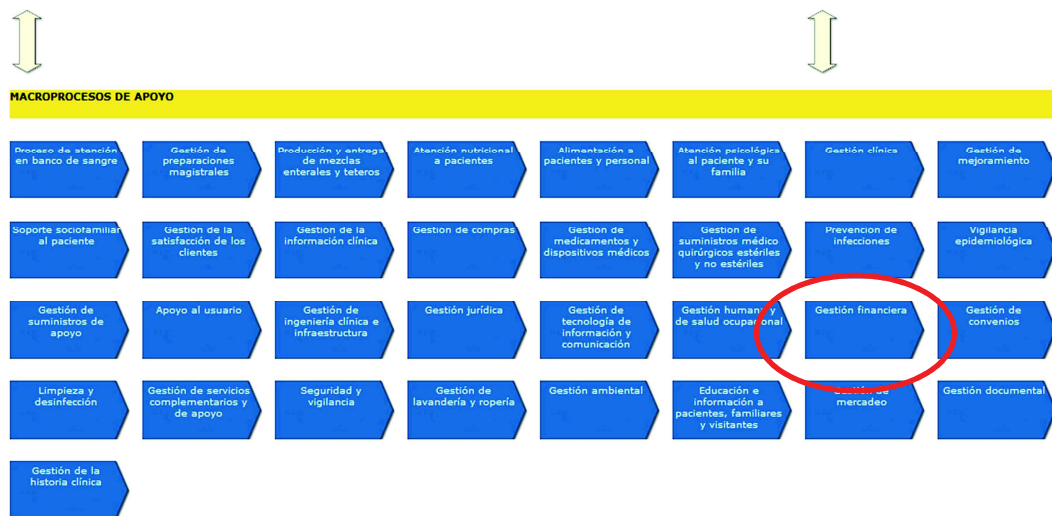 MACROPROCESOS DE APOYO
Proceso de atención
en banco de sangre
Gestión de
preparaciones
magistrales
Producción y entrega
de mezclas
enterales y teteros
Atención nutricional
a pacientes
Alimentación a
pacientes y personal
Atención psicológica
al paciente y su
familia
Gestión clínica
Gestión de
mejoramiento
Soporte sociofamiliar
al paciente
Gestión de la
satisfacción de los
clientes
Gestión de la
información clínica
Gestión de compras
Gestión de
medicamentos y
dispositivos médicos
Gestión de
suministros médico
quirúrgicos estériles
y no estériles
Prevención de
infecciones
Vigilancia
epidemiológica
Gestión de
suministros de
apoyo
Apoyo al usuario
Gestión de
ingeniería clínica e
infraestructura
Gestión jurídica
Gestión de
tecnología de
información y
comunicación
Gestión humana y
de salud ocupacional
Gestión financiera
Gestión de
convenios
Limpieza y
desinfección
Gestión de servicios
complementarios y
de apoyo
Seguridad y
vigilancia
Gestión de
lavandería y ropería
Gestión ambiental
Educación e
información a
pacientes, familiares
y visitantes
Gestión de
mercadeo
Gestión documental
Gestión de la
historia clínica